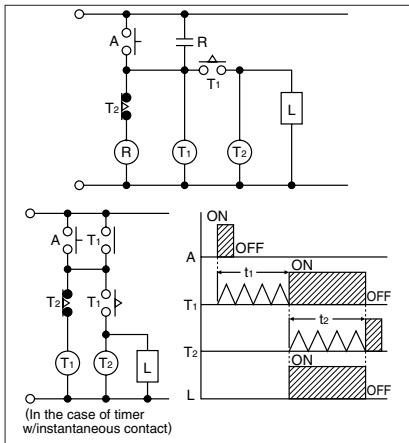 A
R
T1
T2
L
R
T1
T2
A
T1
T2
T1
T1
T2
L
(In the case of timer
w/instantaneous contact)
ON
OFF
A
t1
ON
T1
OFF
t2
T2
ON
L
OFF